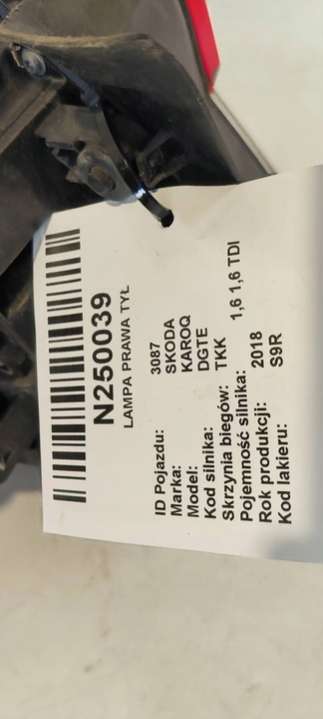 N250039
LAMPA PRAWA TYL
ID Pojazdu: 3087
Marka: SKODA
Model: KAROQ
Kod silnika: DGTE
Skrzynia biegów: TKK
Pojemność silnika: 1,6 1,6 TDI
Rok produkcji: 2018
Kod lakieru: S9R